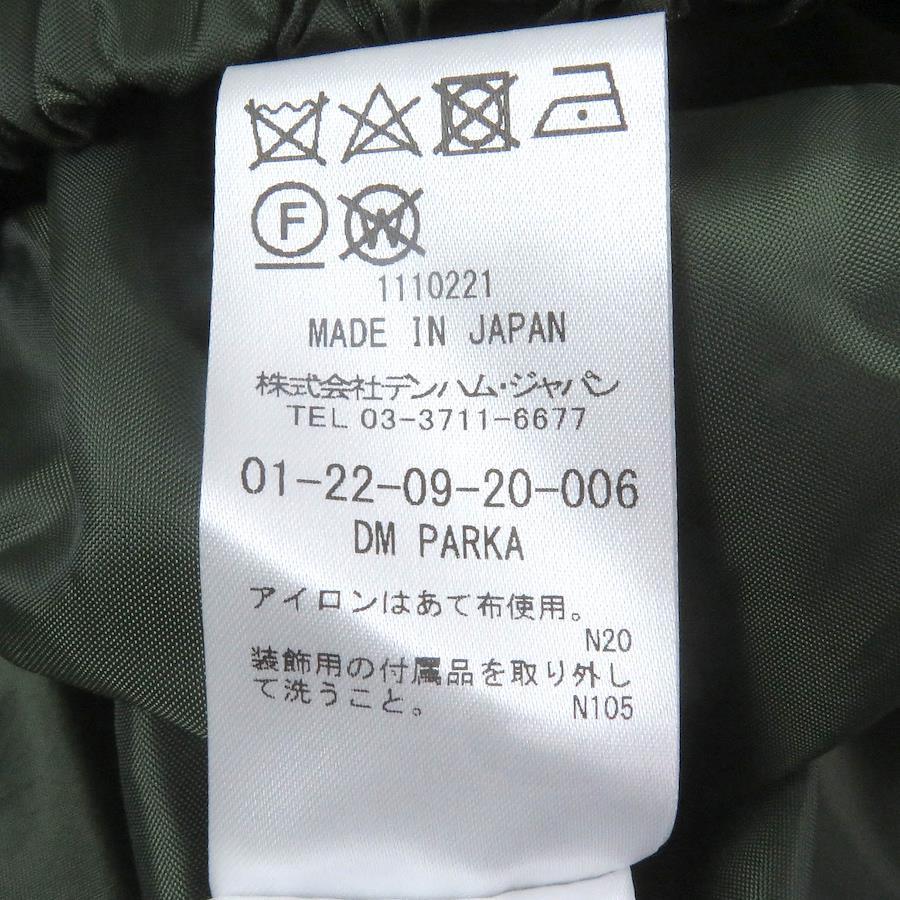 F W
1110221
MADE IN JAPAN
株式会社デンハム・ジャパン
TEL 03-3711-6677
01-22-09-20-006
DM PARKA
アイロンはあて布使用。
N20
装飾用の付属品を取り外し
て洗うこと。 N105